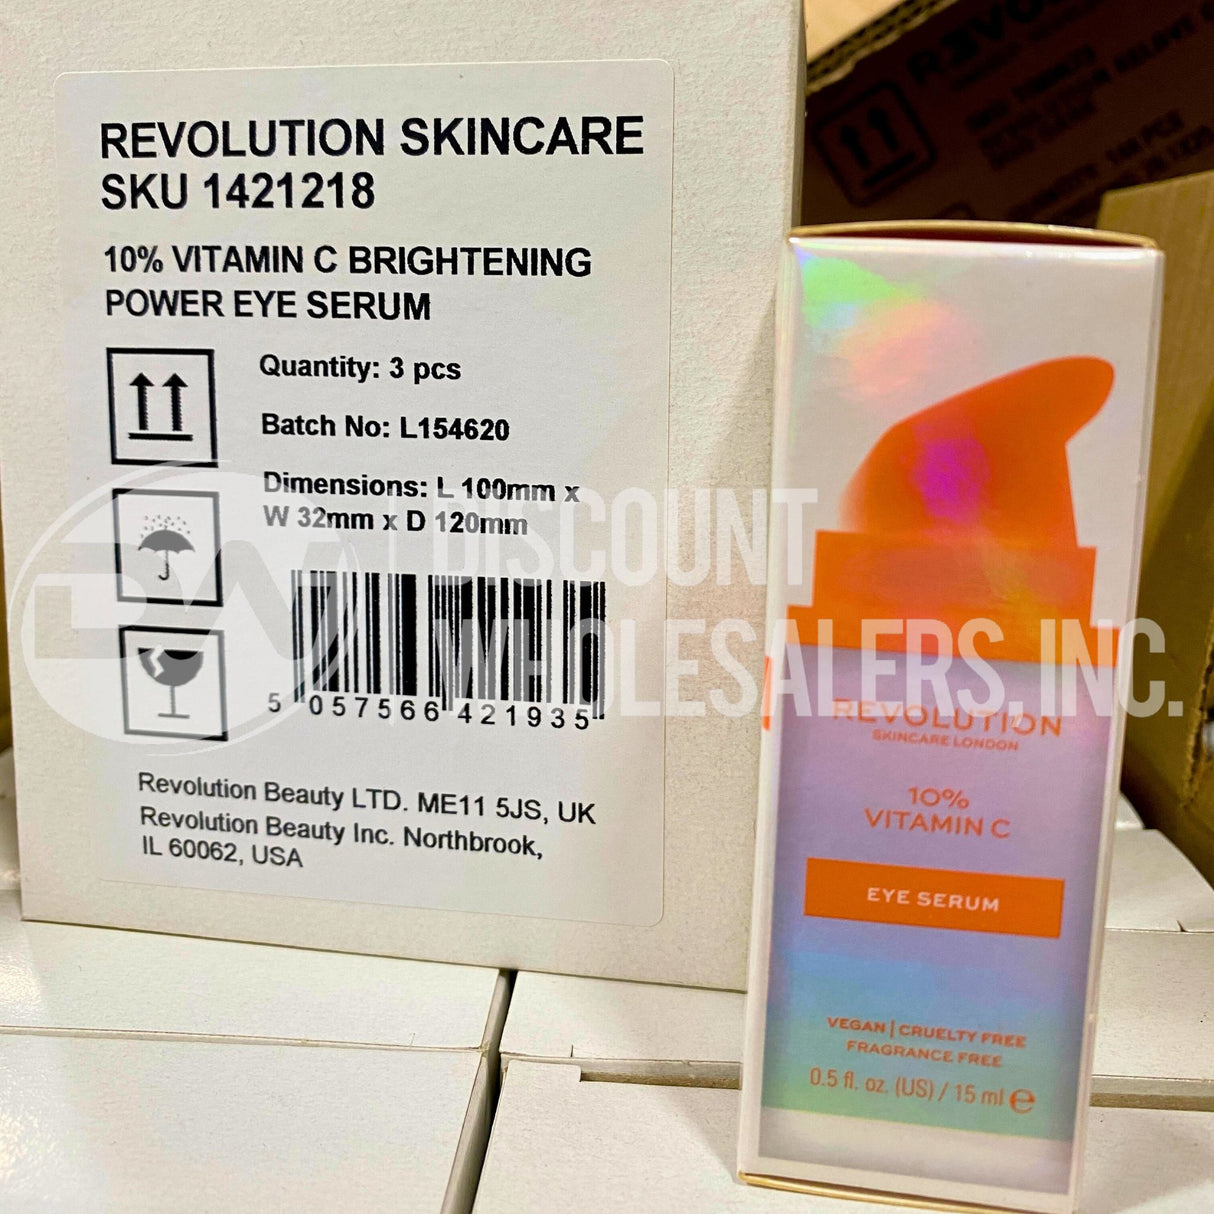 REVOLUTION SKINCARE
SKU 1421218
10% VITAMIN C BRIGHTENING
POWER EYE SERUM
Quantity: 3 pcs
Batch No: L154620
Dimensions: L 100mm x
W 32mm x D 120mm
5 057566 421935
Revolution Beauty LTD. ME11 5JS, UK
Revolution Beauty Inc. Northbrook,
IL 60062, USA
DW
DISCOUNT
WHOLESALERS, INC.
REVOLUTION
SKINCARE LONDON
10%
VITAMIN C
EYE SERUM
VEGAN | CRUELTY FREE
FRAGRANCE FREE
0.5 fl. oz. (US) / 15 ml ℮